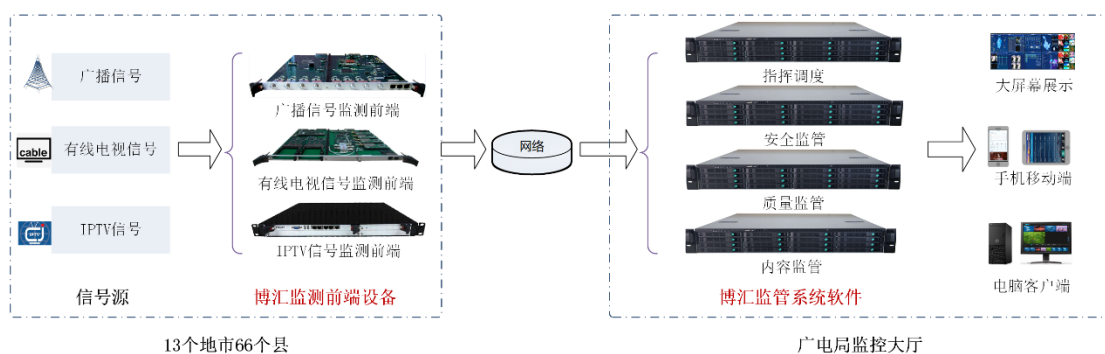 广播信号
cable
有线电视信号
IPTV
IPTV信号
信号源
广播信号监测前端
有线电视信号监测前端
IPTV信号监测前端
博汇监测前端设备
13个地市66个县
网络
指挥调度
安全监管
质量监管
内容监管
博汇监管系统软件
大屏幕展示
手机移动端
电脑客户端
广电局监控大厅